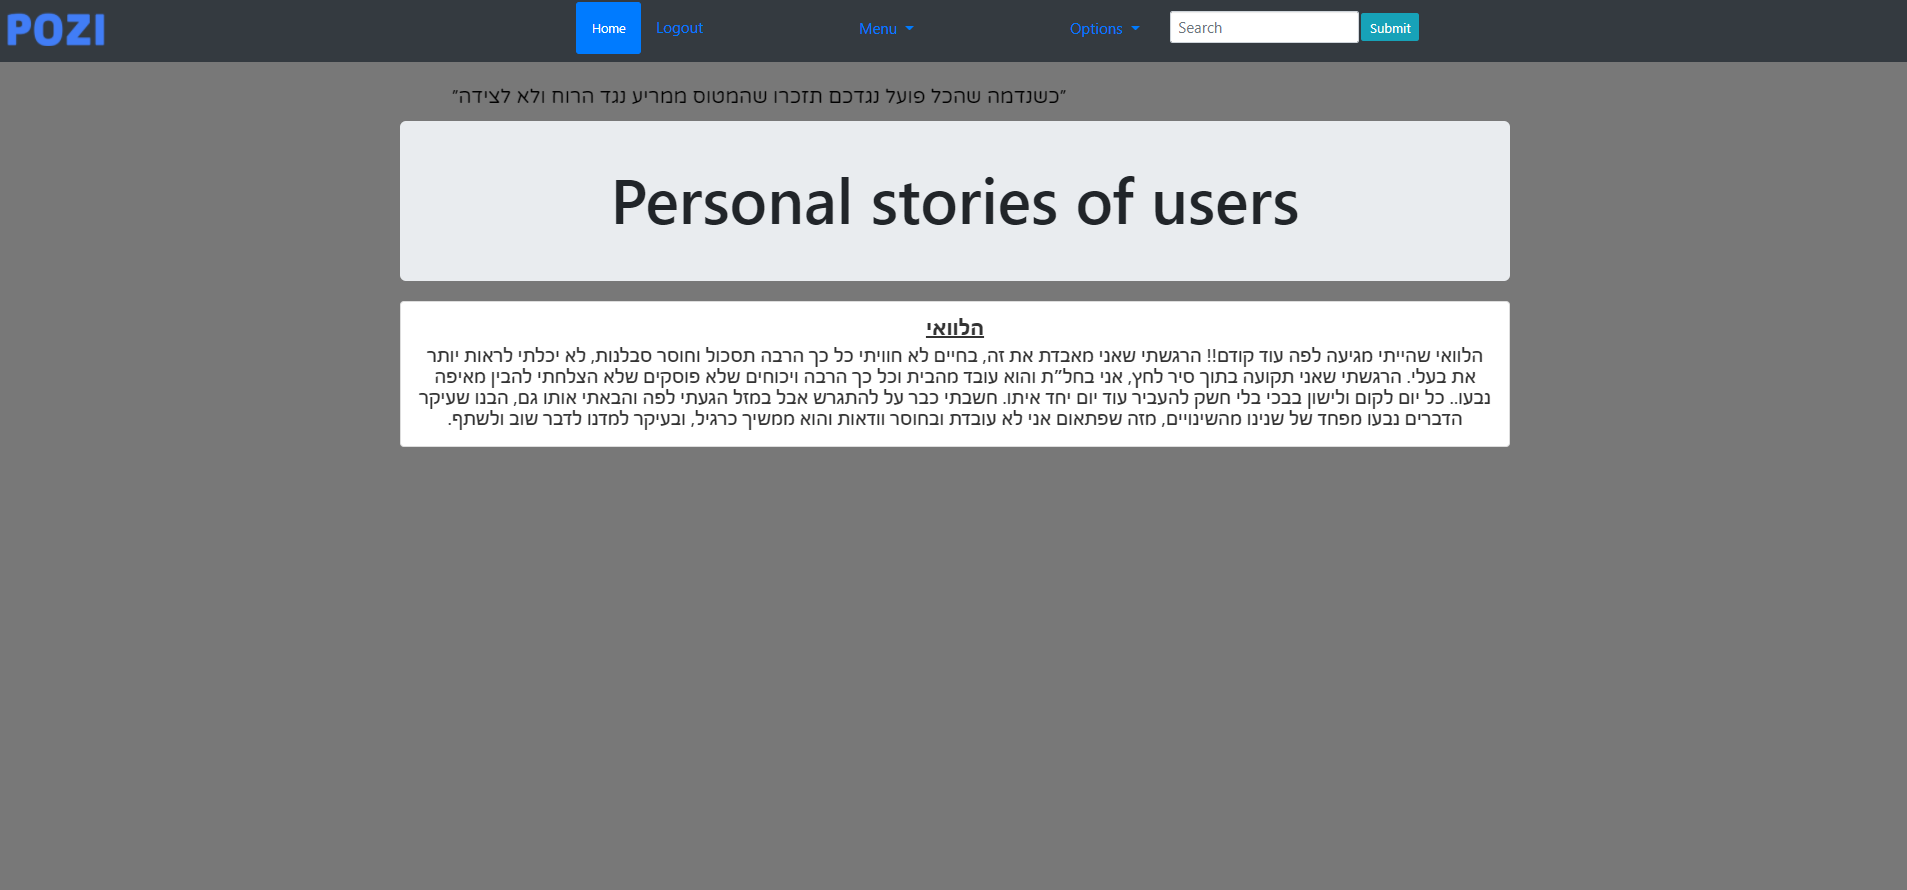 POZI
Home
Logout
Menu
Options
Search
Submit
"כשנדמה שהכל פועל נגדכם תזכרו שהמטוס ממריע נגד הרוח ולא לצידה"
Personal stories of users
הלוואי
הלוואי שהייתי מגיעה לפה עוד קודם!! הרגשתי שאני מאבדת את זה, בחיים לא חוויתי כל כך הרבה תסכול וחוסר סבלנות, לא יכלתי לראות יותר
את בעלי. הרגשתי שאני תקועה בתוך סיר לחץ, אני בחל"ת והוא עובד מהבית וכל כך הרבה ויכוחים שלא פוסקים שלא הצלחתי להבין מאיפה
נבעו.. כל יום לקום ולישון בבכי בלי חשק להעביר עוד יום יחד איתו. חשבתי כבר על להתגרש אבל במזל הגעתי לפה והבאתי אותו גם, הבנו שעיקר
הדברים נבעו מפחד של שנינו מהשינויים, מזה שפתאום אני לא עובדת ובחוסר וודאות והוא ממשיך כרגיל, ובעיקר למדנו לדבר שוב ולשתף.